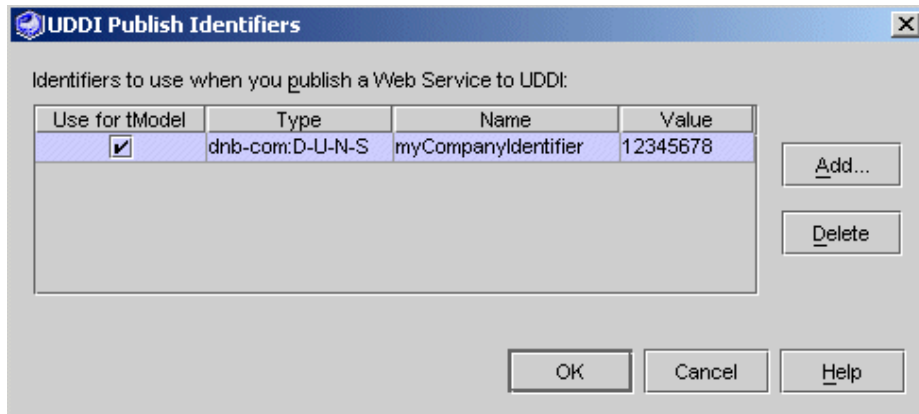 UDDI Publish Identifiers
Identifiers to use when you publish a Web Service to UDDI:
Use for tModel Type Name Value
dnb-com:D-U-N-S myCompanyIdentifier 12345678
Add...
Delete
OK Cancel Help